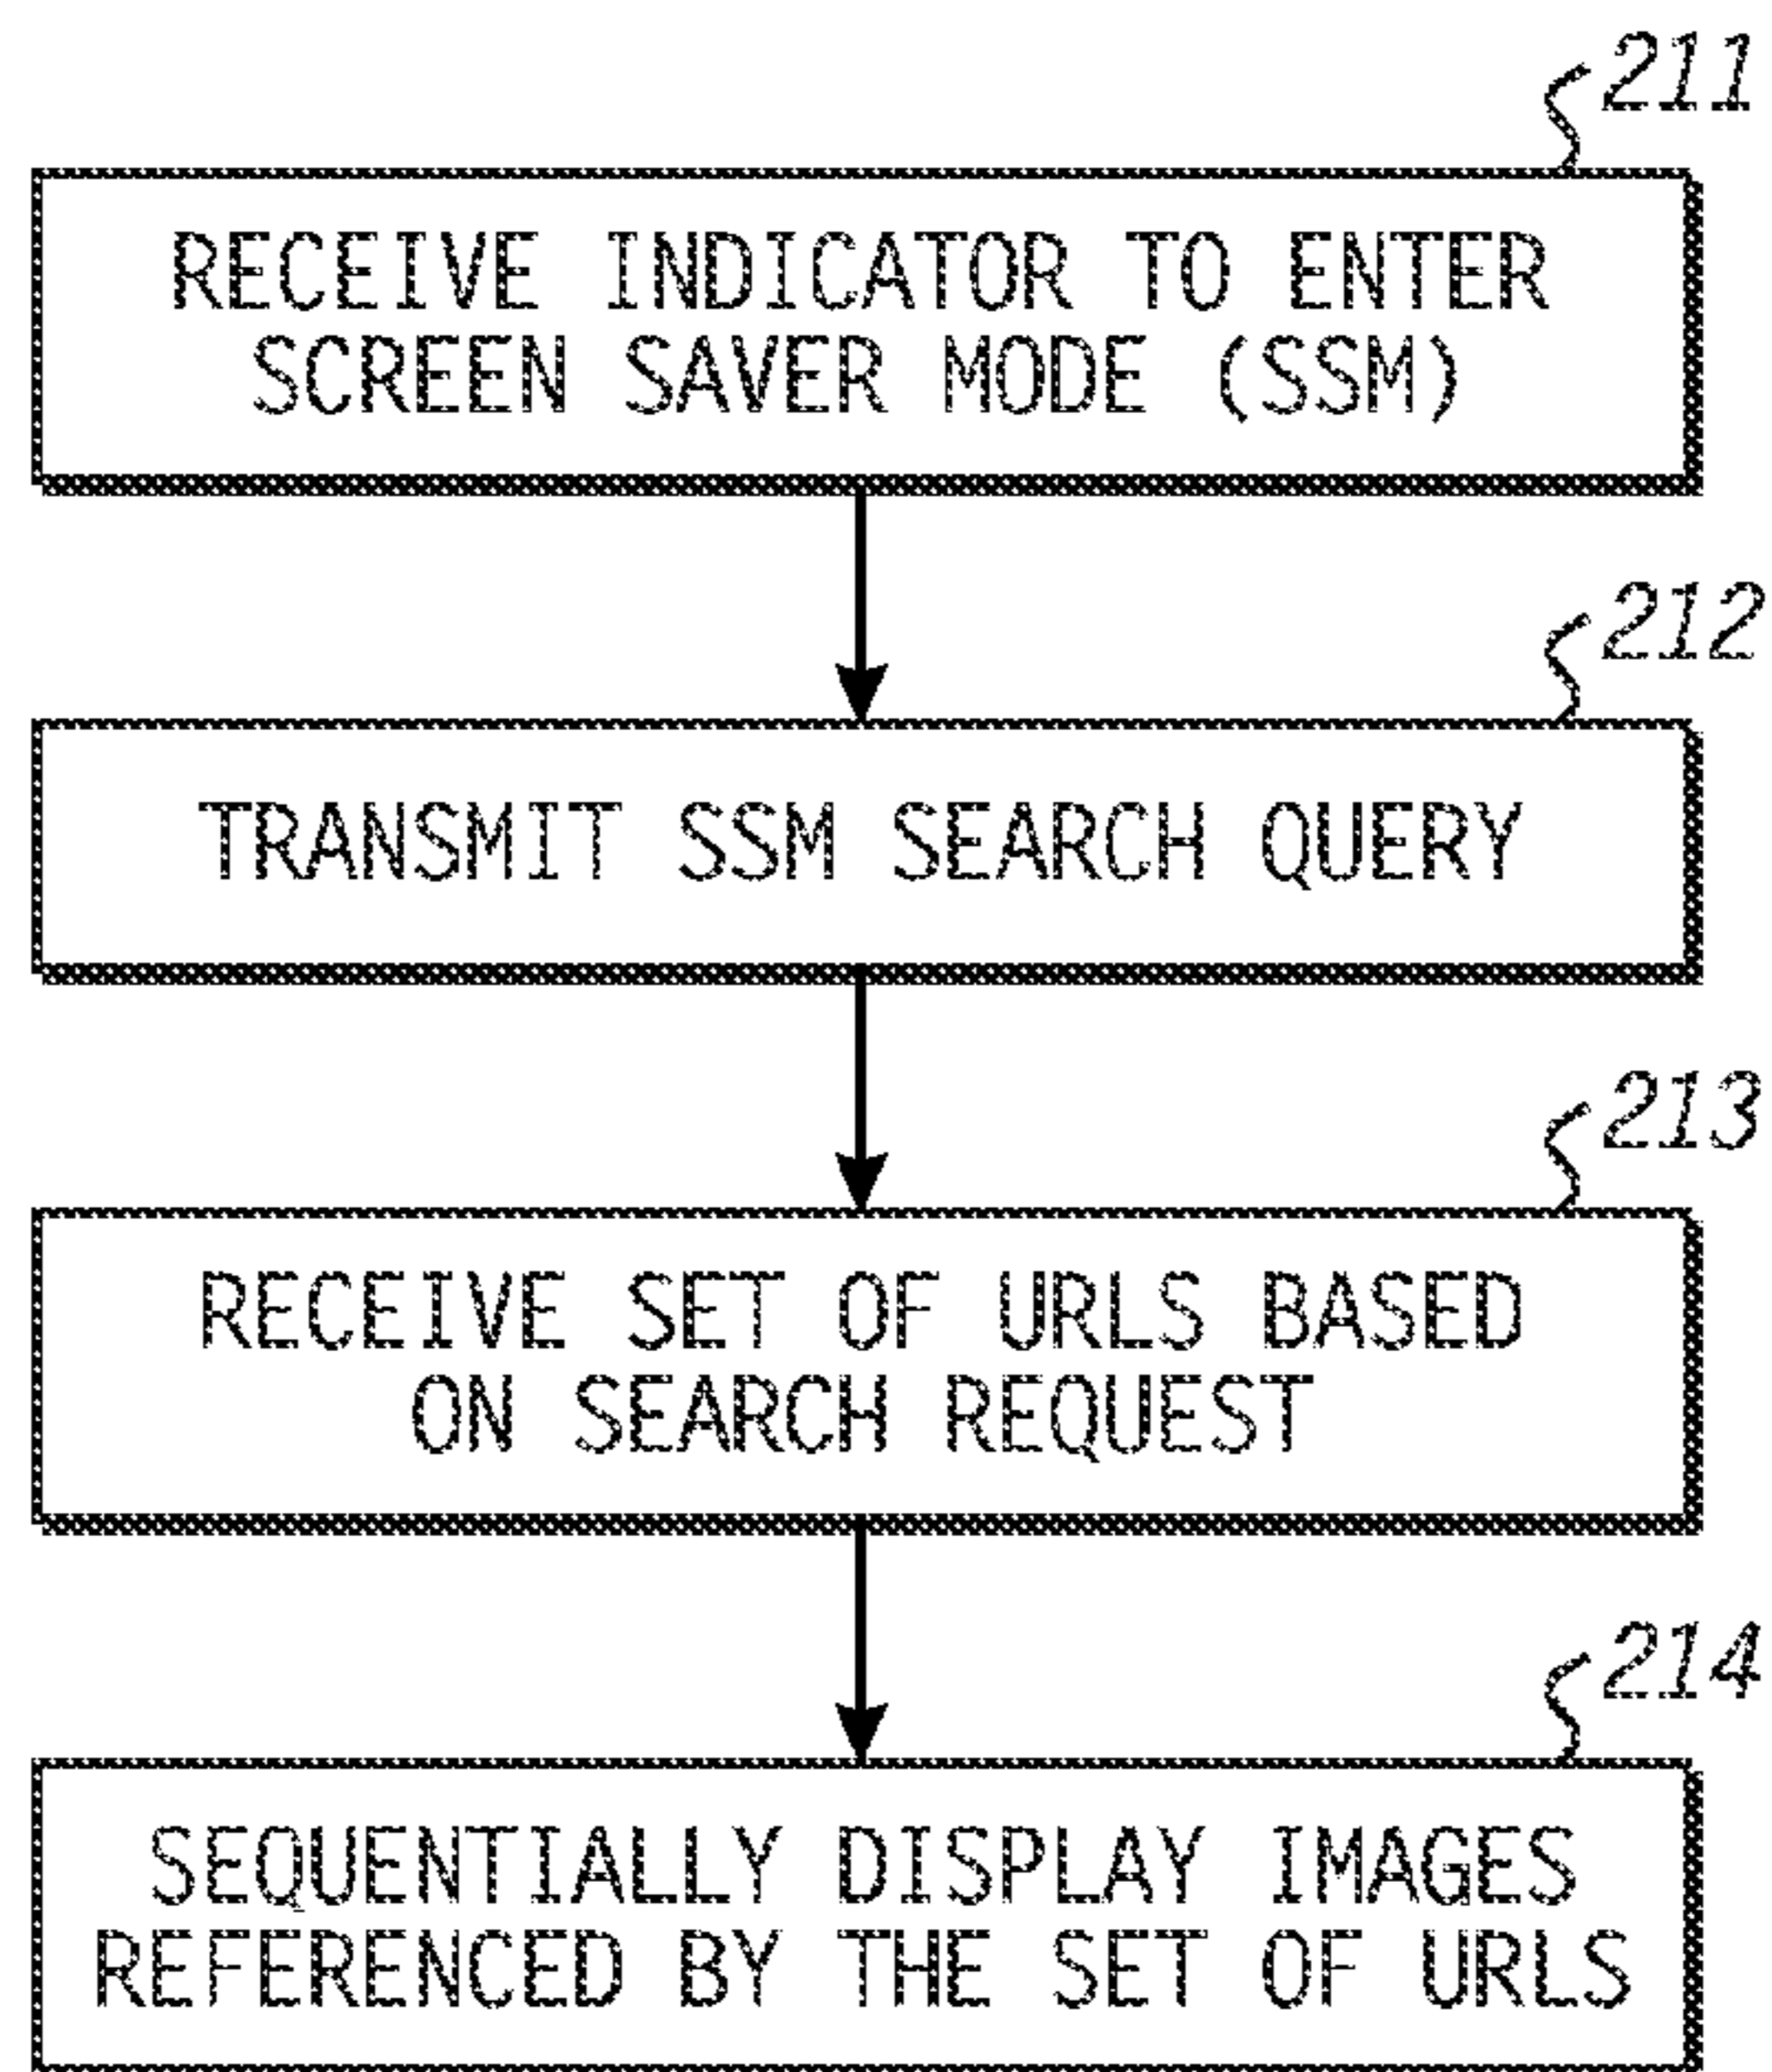 211
RECEIVE INDICATOR TO ENTER
SCREEN SAVER MODE (SSM)
212
TRANSMIT SSM SEARCH QUERY
213
RECEIVE SET OF URLS BASED
ON SEARCH REQUEST
214
SEQUENTIALLY DISPLAY IMAGES
REFERENCED BY THE SET OF URLS